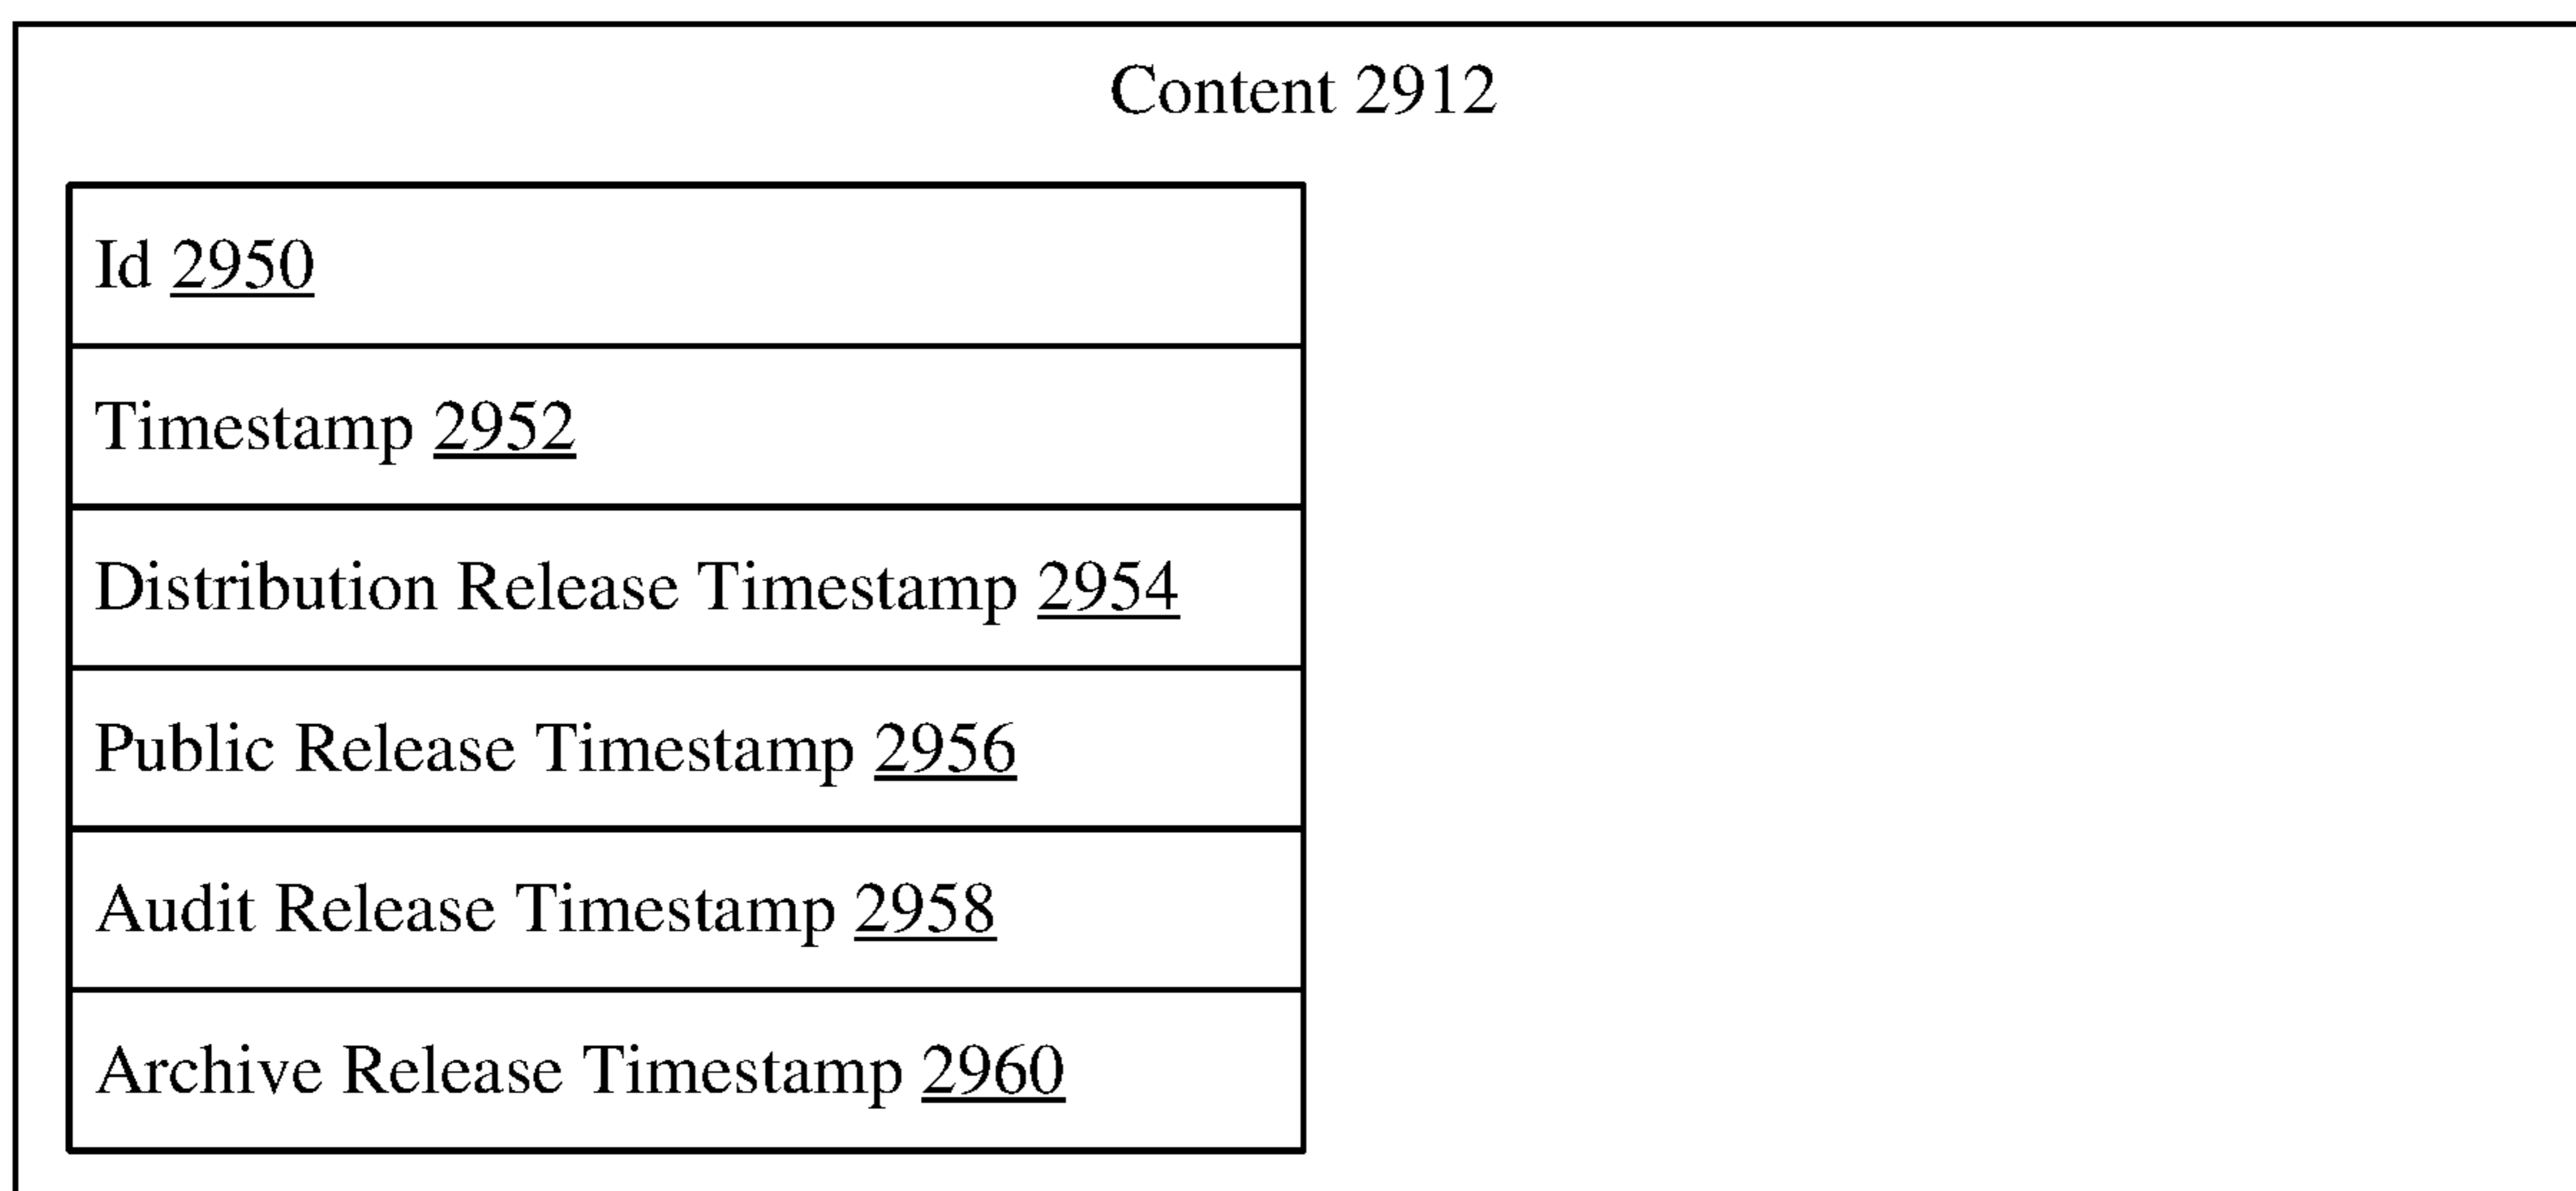 Content 2912
Id 2950
Timestamp 2952
Distribution Release Timestamp 2954
Public Release Timestamp 2956
Audit Release Timestamp 2958
Archive Release Timestamp 2960